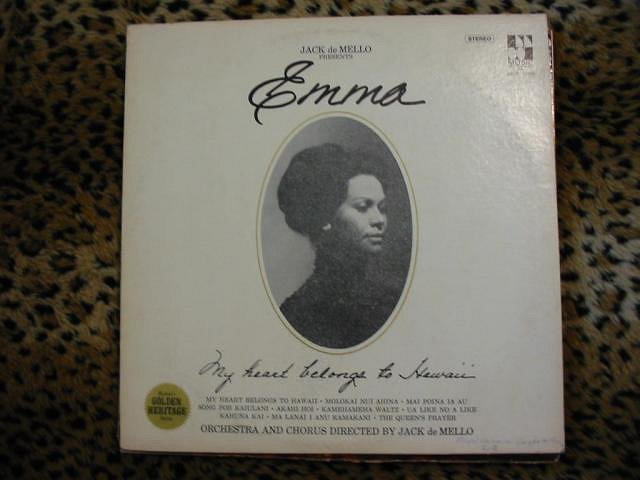 JACK de MELLO
PRESENTS
STEREO
MUSIC
Emma
My heart belongs to Hawaii
MY HEART BELONGS TO HAWAII • MOLOKAI NUI AHINA • MAI POINA IA AU
SONG FOR KAIULANI • AKAHI HOI • KAMEHAMEHA WALTZ • UA LIKE NO A LIKE
KAHUNA KAI • MA LANAI I ANU KAMAKANI • THE QUEEN'S PRAYER
ORCHESTRA AND CHORUS DIRECTED BY JACK de MELLO
GOLDEN
HERITAGE